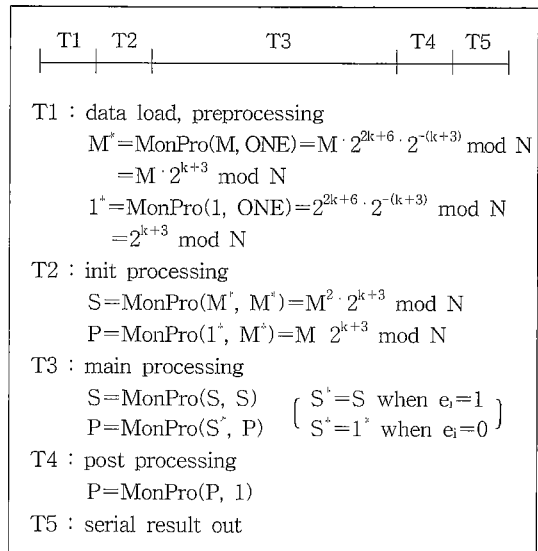 T1 T2 T3 T4 T5
T1 : data load, preprocessing
M*=MonPro(M, ONE)=M·2^{2k+6}·2^{-(k+3)} mod N
=M·2^{k+3} mod N
1*=MonPro(1, ONE)=2^{2k+6}·2^{-(k+3)} mod N
=2^{k+3} mod N
T2 : init processing
S=MonPro(M*, M*)=M²·2^{k+3} mod N
P=MonPro(1*, M*)=M 2^{k+3} mod N
T3 : main processing
S=MonPro(S, S) { S*=S when e_i=1 }
P=MonPro(S*, P) { S*=1* when e_i=0 }
T4 : post processing
P=MonPro(P, 1)
T5 : serial result out